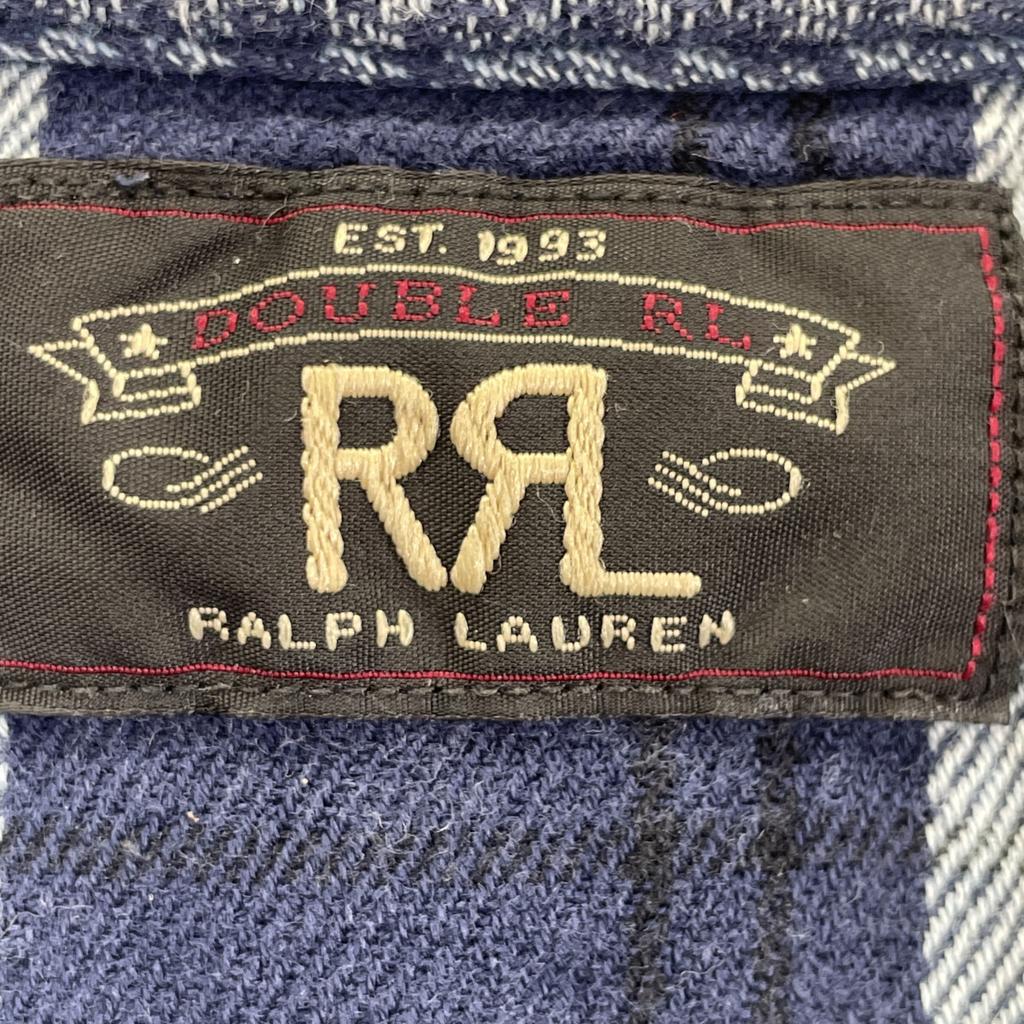 EST. 1993
DOUBLE RL
RRL
RALPH LAUREN